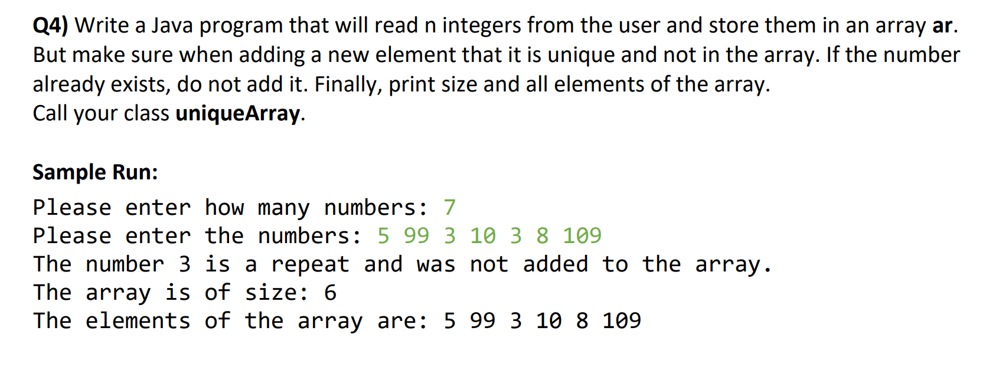 Q4) Write a Java program that will read n integers from the user and store them in an array ar.
But make sure when adding a new element that it is unique and not in the array. If the number
already exists, do not add it. Finally, print size and all elements of the array.
Call your class uniqueArray.
Sample Run:
Please enter how many numbers: 7
Please enter the numbers: 5 99 3 10 3 8 109
The number 3 is a repeat and was not added to the array.
The array is of size: 6
The elements of the array are: 5 99 3 10 8 109